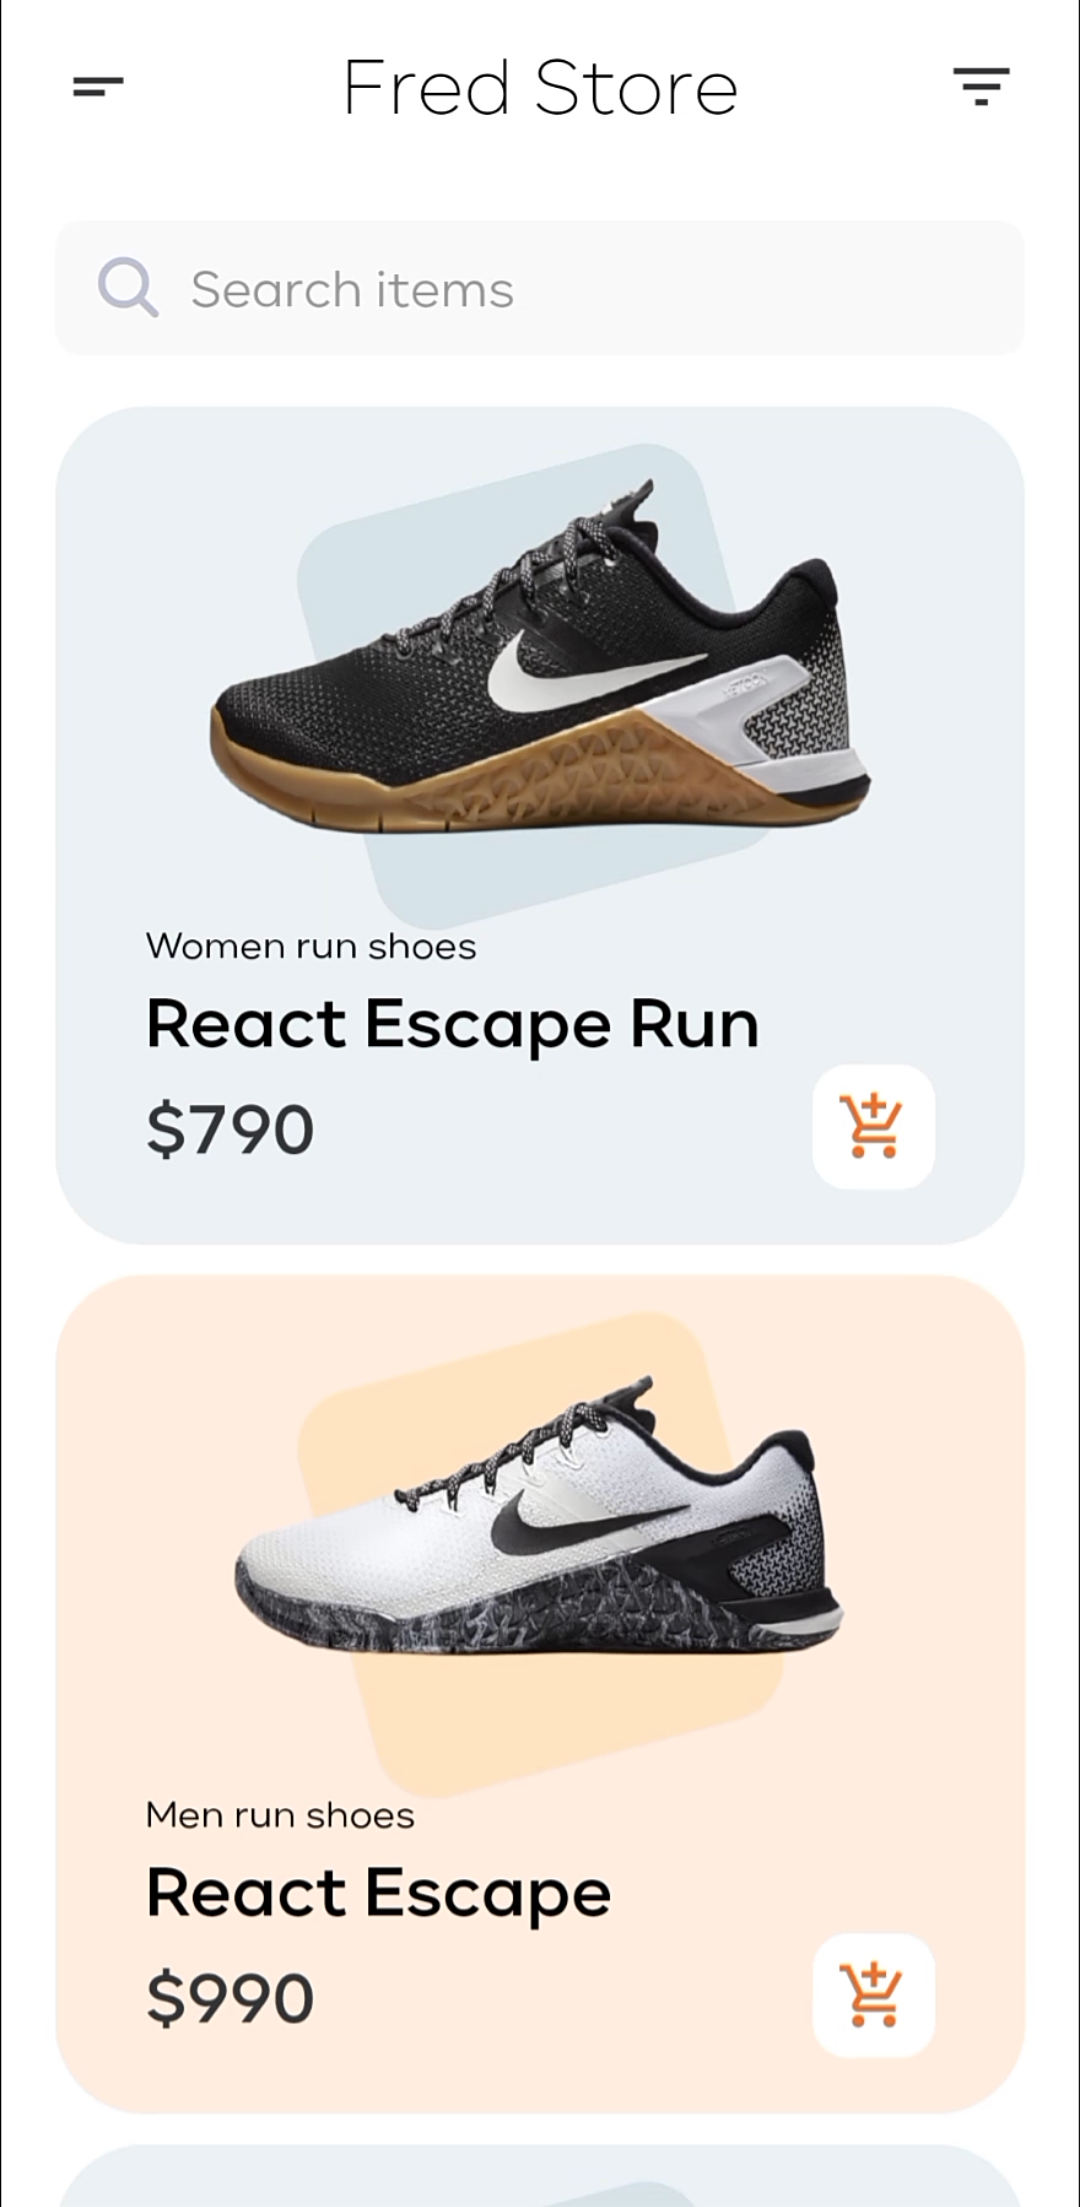 Fred Store
Search items
Women run shoes
React Escape Run
$790
Men run shoes
React Escape
$990